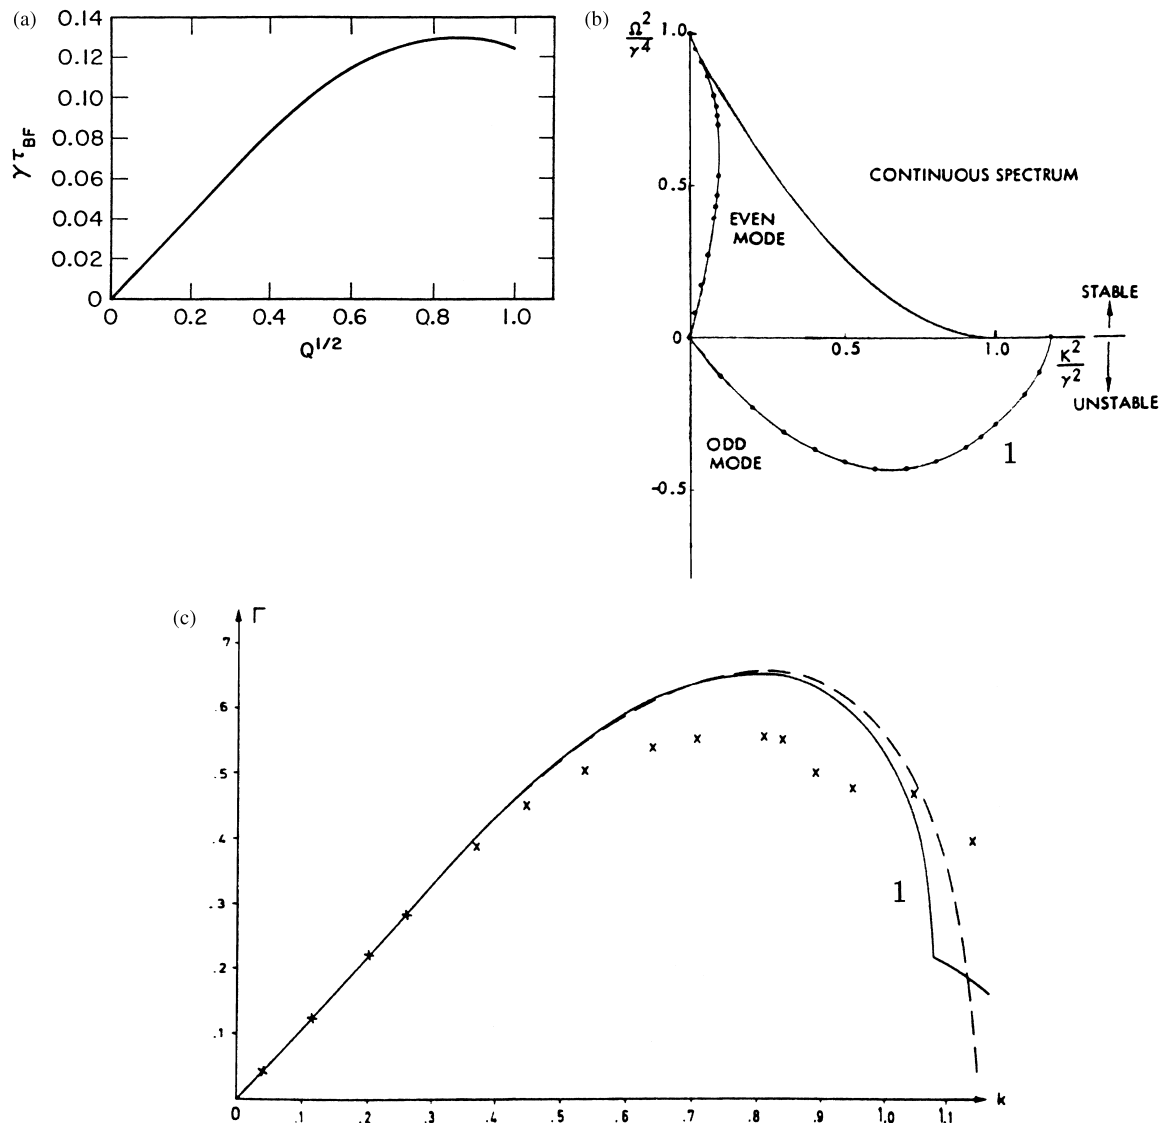 (a)
0.14
0.12
0.10
0.08
0.06
0.04
0.02
0
γτBF
0 0.2 0.4 0.6 0.8 1.0
Q1/2
(b)
Ω2/γ4
1.0
0.5
0
-0.5
CONTINUOUS SPECTRUM
EVEN
MODE
STABLE
0.5 1.0
K2/γ2
UNSTABLE
ODD
MODE
1
(c)
Γ
7
.6
.5
.4
.3
.2
.1
1
0 .1 .2 .3 .4 .5 .6 .7 .8 .9 1.0 1.1 k